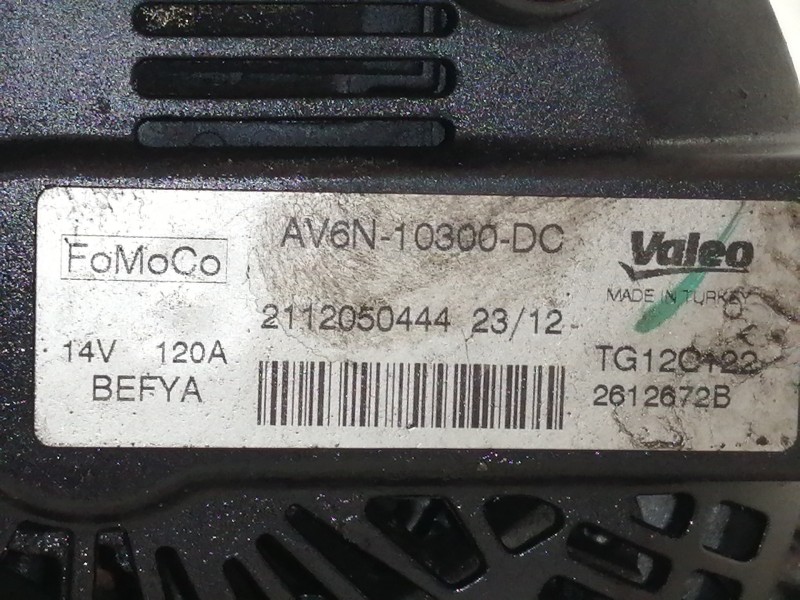 AV6N-10300-DC
FoMoCo
Valeo
MADE IN TURKEY
2112050444 23/12
14V 120A
TG12C122
BEFYA
2612672B